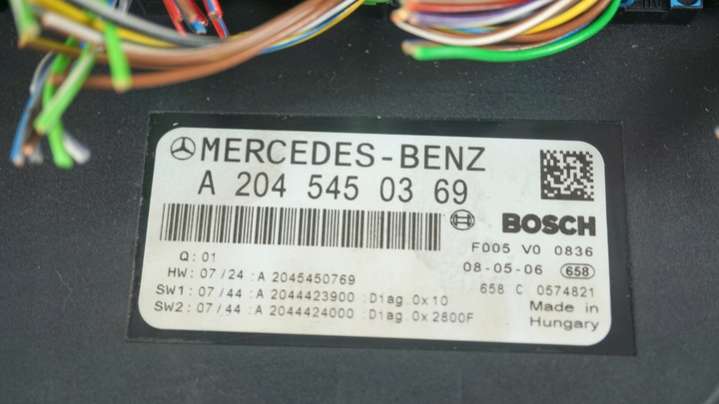 MERCEDES-BENZ
A 204 545 03 69
BOSCH
F005 V0 0836
Q: 01
08-05-06 658
HW: 07/24 :A 2045450769
658 C 0574821
SW1: 07/44 :A 2044423900 :Diag 0x10
Made in
SW2: 07/44 :A 2044424000 :Diag 0x2800F
Hungary